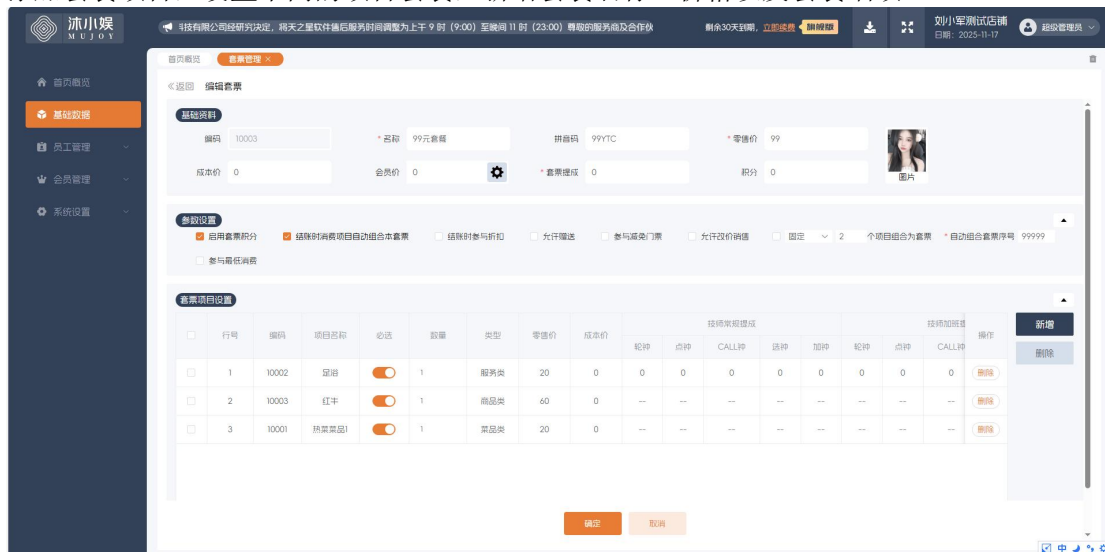 沐小娱
MUJOY
科技有限公司经研究决定，将天之星软件售后服务时间调整为上午 9 时 (9:00) 至晚间 11 时 (23:00) 尊敬的服务商及合作伙
剩余30天到期, 立即续费 旗舰版
刘小军测试店铺
日期: 2025-11-17
超级管理员
首页概览 套票管理 ×
首页概览
基础数据
员工管理
会员管理
系统设置
《返回 编辑套票
基础资料
编码 10003 * 名称 99元套餐 拼音码 99YTC * 零售价 99
成本价 0 会员价 0 * 套票提成 0 积分 0
图片
参数设置
启用套票积分 结账时消费项目自动组合本套票 结账时参与折扣 允许赠送 参与减免门票 允许改价销售 固定 2 个项目组合为套票 * 自动组合套票序号 99999
参与最低消费
套票项目设置
行号 编码 项目名称 必选 数量 类型 零售价 成本价 技师常规提成 技师加班提 操作
轮钟 点钟 CALL钟 选钟 加钟 轮钟 点钟 CALL钟
1 10002 足浴 1 服务类 20 0 0 0 0 0 0 0 0 0 删除
2 10003 红牛 1 商品类 60 0 -- -- -- -- -- -- -- -- 删除
3 10001 热菜菜品1 1 菜品类 20 0 -- -- -- -- -- -- -- -- 删除
新增
删除
确定 取消
中